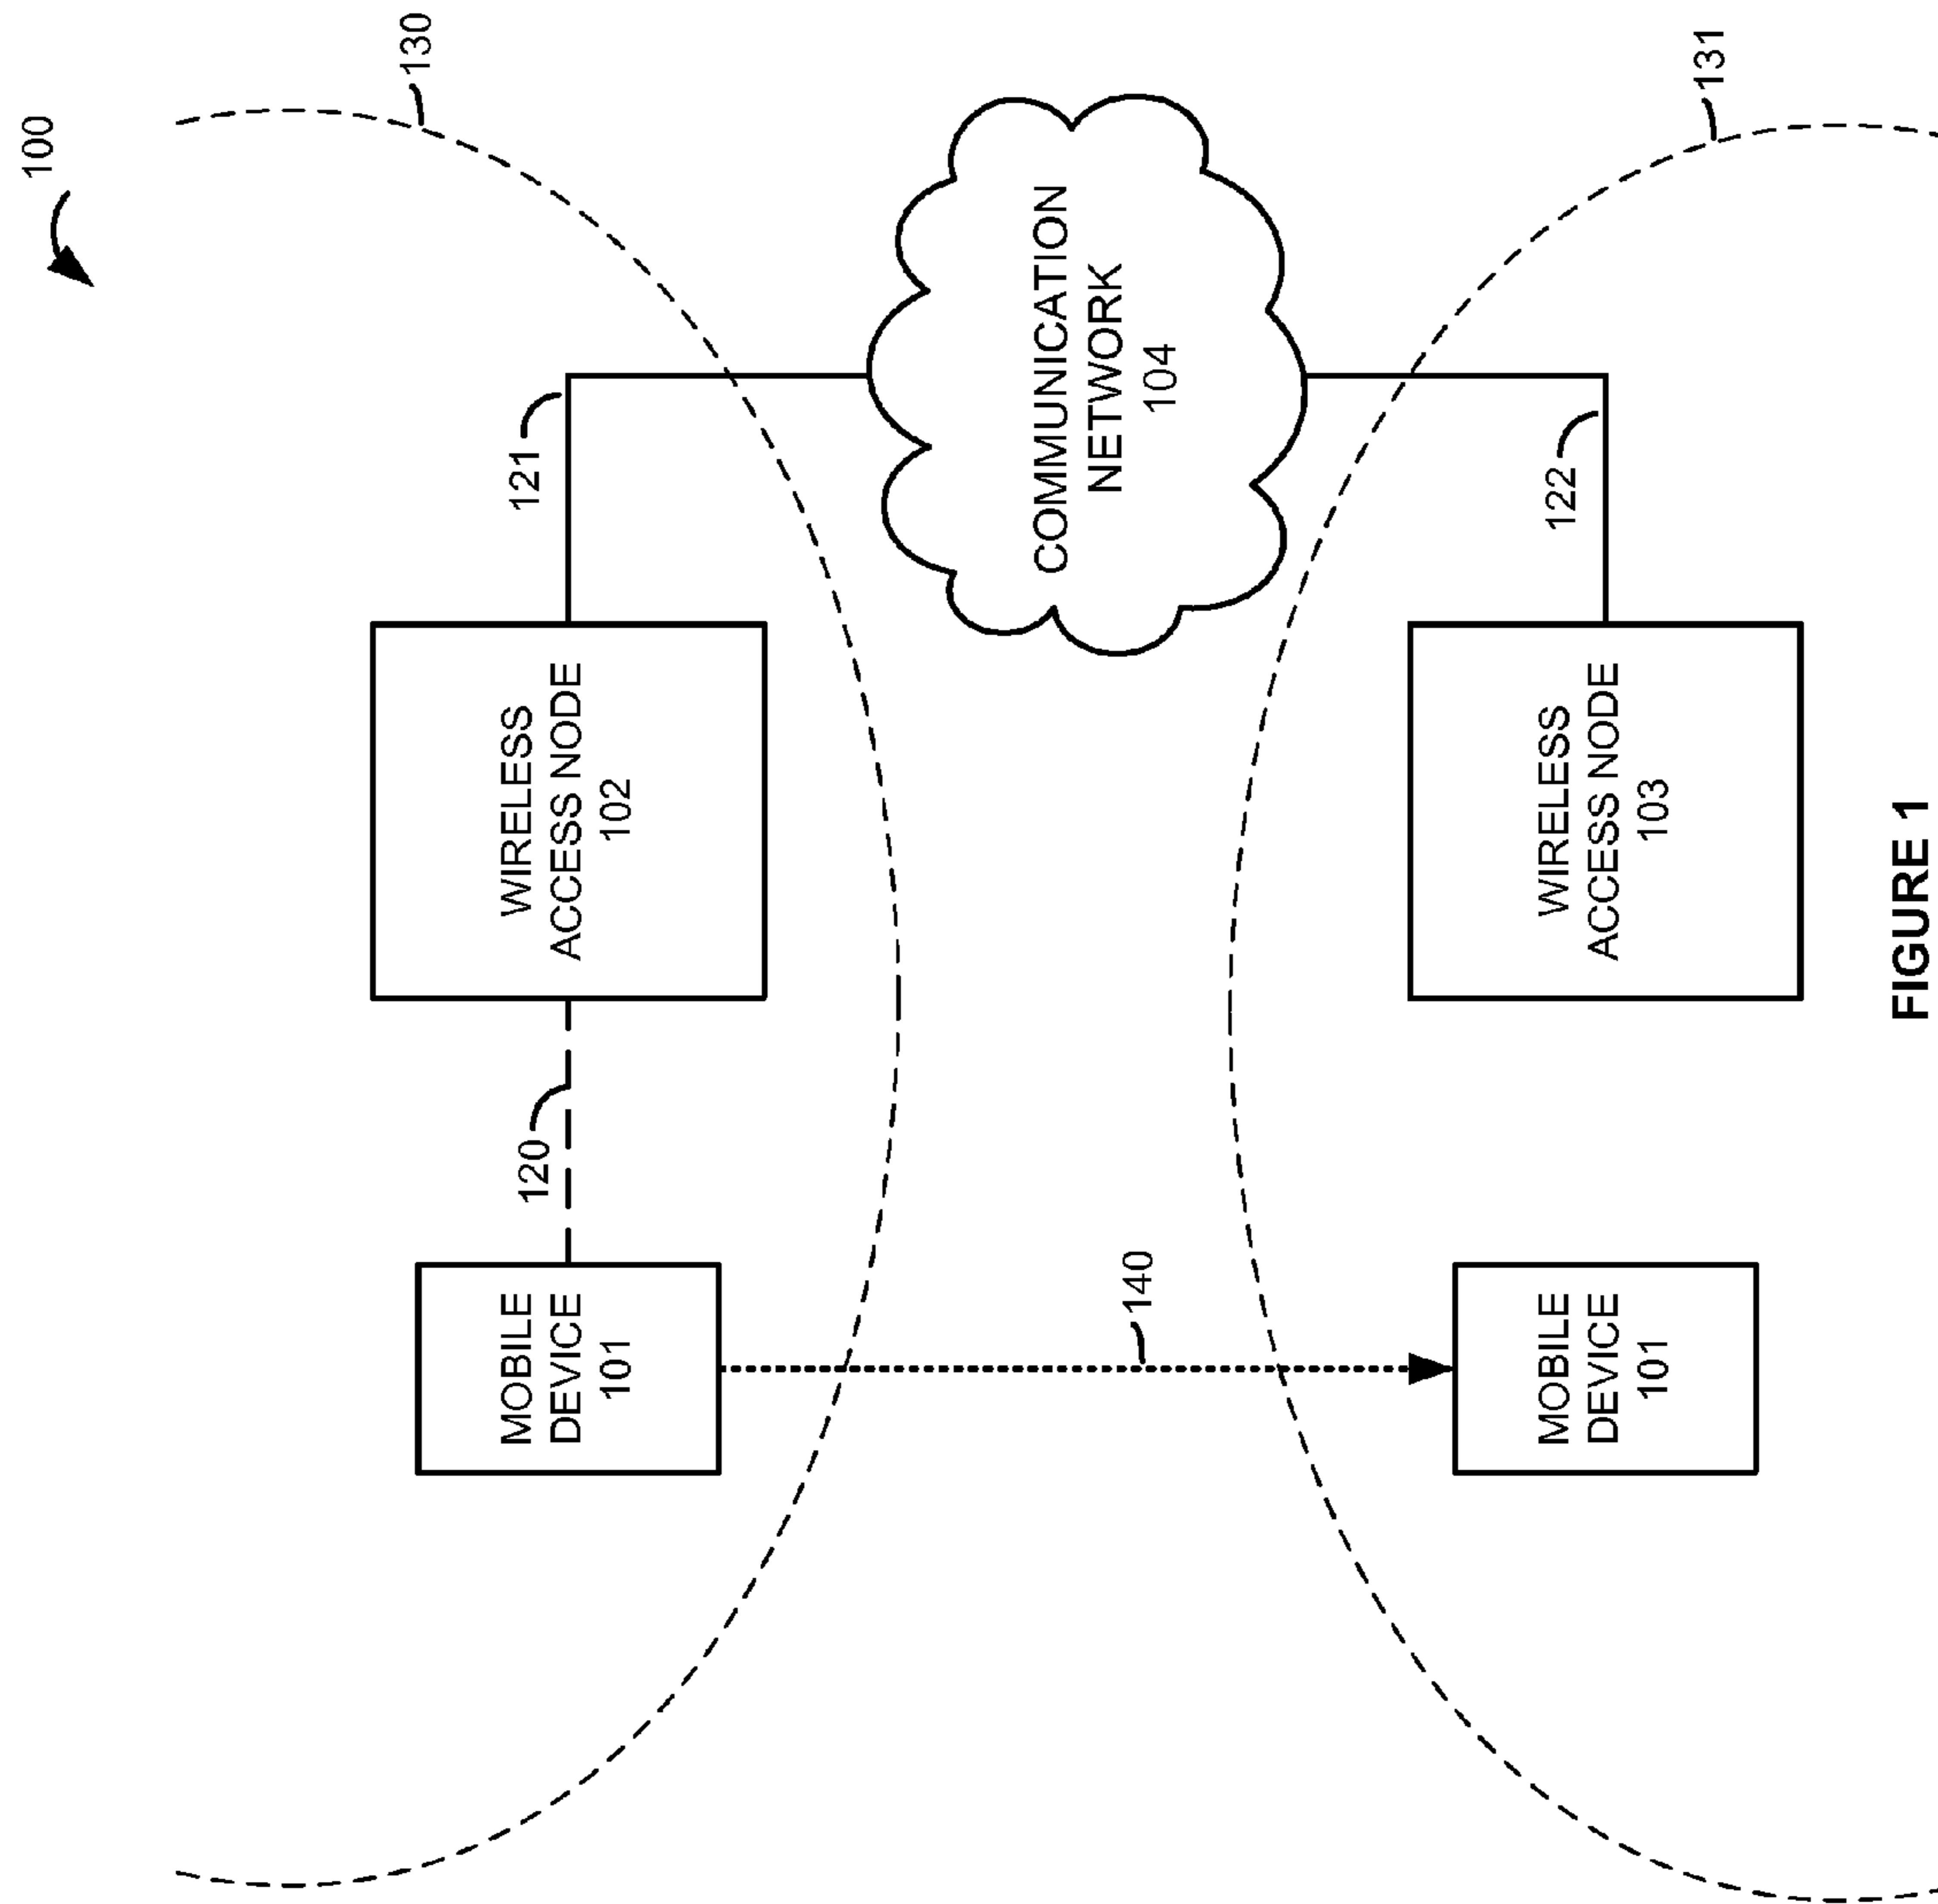 100
130
120
121
MOBILE
DEVICE
101
WIRELESS
ACCESS NODE
102
140
COMMUNICATION
NETWORK
104
131
122
MOBILE
DEVICE
101
WIRELESS
ACCESS NODE
103
FIGURE 1